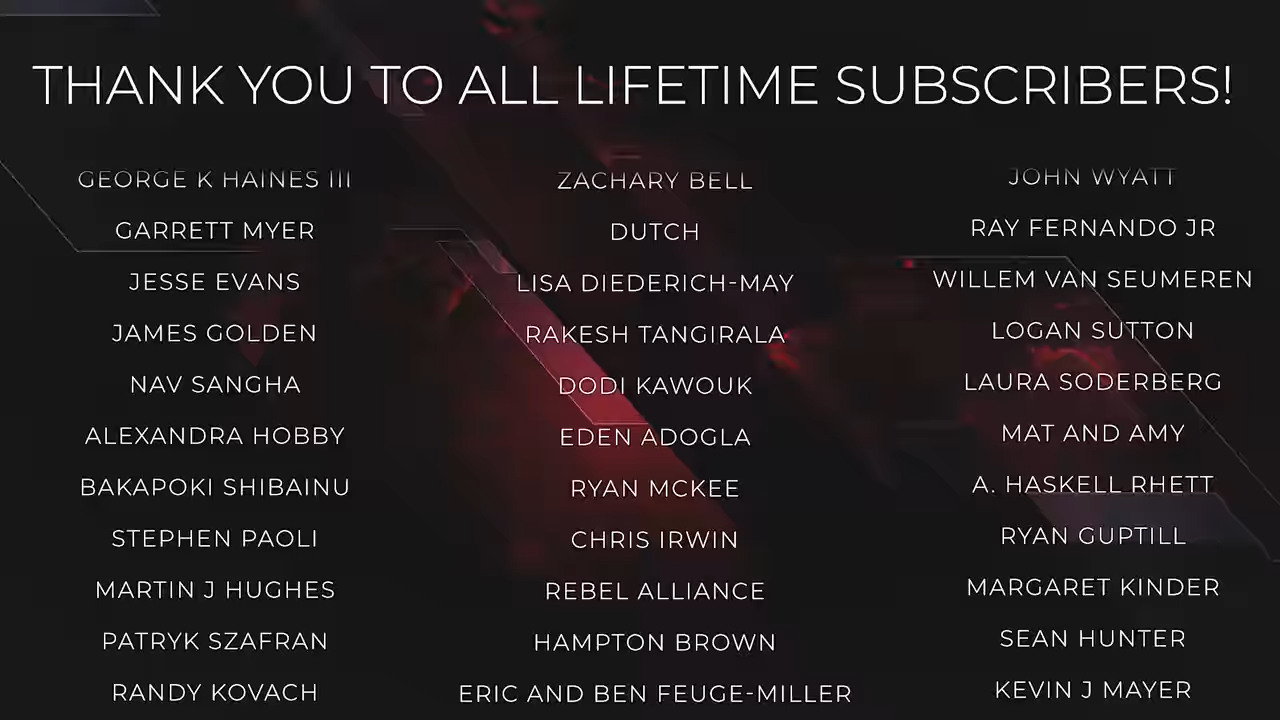 THANK YOU TO ALL LIFETIME SUBSCRIBERS!
GEORGE K HAINES III
GARRETT MYER
JESSE EVANS
JAMES GOLDEN
NAV SANGHA
ALEXANDRA HOBBY
BAKAPOKI SHIBAINU
STEPHEN PAOLI
MARTIN J HUGHES
PATRYK SZAFRAN
RANDY KOVACH
ZACHARY BELL
DUTCH
LISA DIEDERICH-MAY
RAKESH TANGIRALA
DODI KAWOUK
EDEN ADOGLA
RYAN MCKEE
CHRIS IRWIN
REBEL ALLIANCE
HAMPTON BROWN
ERIC AND BEN FEUGE-MILLER
JOHN WYATT
RAY FERNANDO JR
WILLEM VAN SEUMEREN
LOGAN SUTTON
LAURA SODERBERG
MAT AND AMY
A. HASKELL RHETT
RYAN GUPTILL
MARGARET KINDER
SEAN HUNTER
KEVIN J MAYER